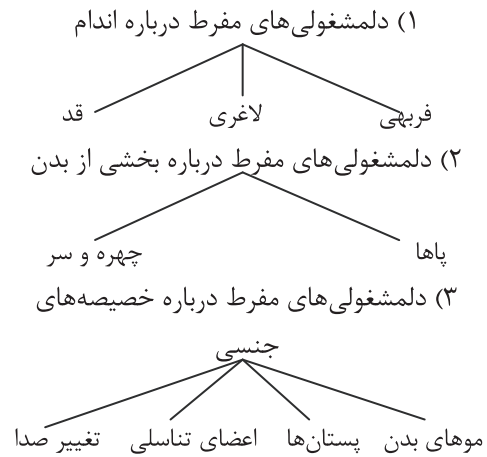 ۱) دلمشغولی‌های مفرط درباره اندام
فربهی لاغری قد
۲) دلمشغولی‌های مفرط درباره بخشی از بدن
پاها چهره و سر
۳) دلمشغولی‌های مفرط درباره خصیصه‌های
جنسی
موهای بدن پستان‌ها اعضای تناسلی تغییر صدا